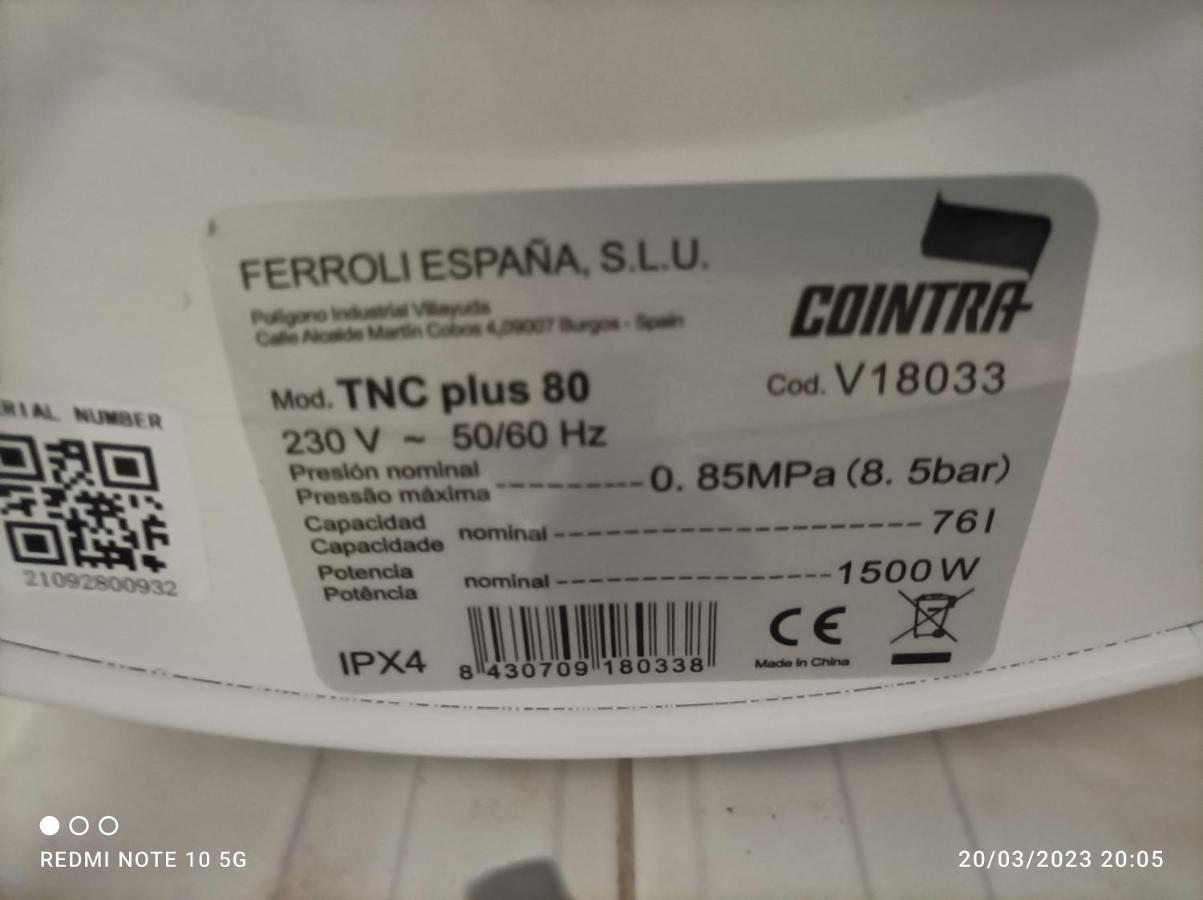 FERROLI ESPAÑA, S.L.U.
Polígono Industrial Villayuda
Calle Alcalde Martín Cobos 4,09007 Burgos - Spain
COINTRA
Mod. TNC plus 80
Cod. V18033
230 V ~ 50/60 Hz
Presión nominal
Pressão máxima
0. 85MPa (8. 5bar)
Capacidad
Capacidade
nominal
76l
Potencia
Potência
nominal
1500W
IPX4
8 430709 180338
CE
Made in China
NUMBER
21092800932
REDMI NOTE 10 5G
20/03/2023 20:05